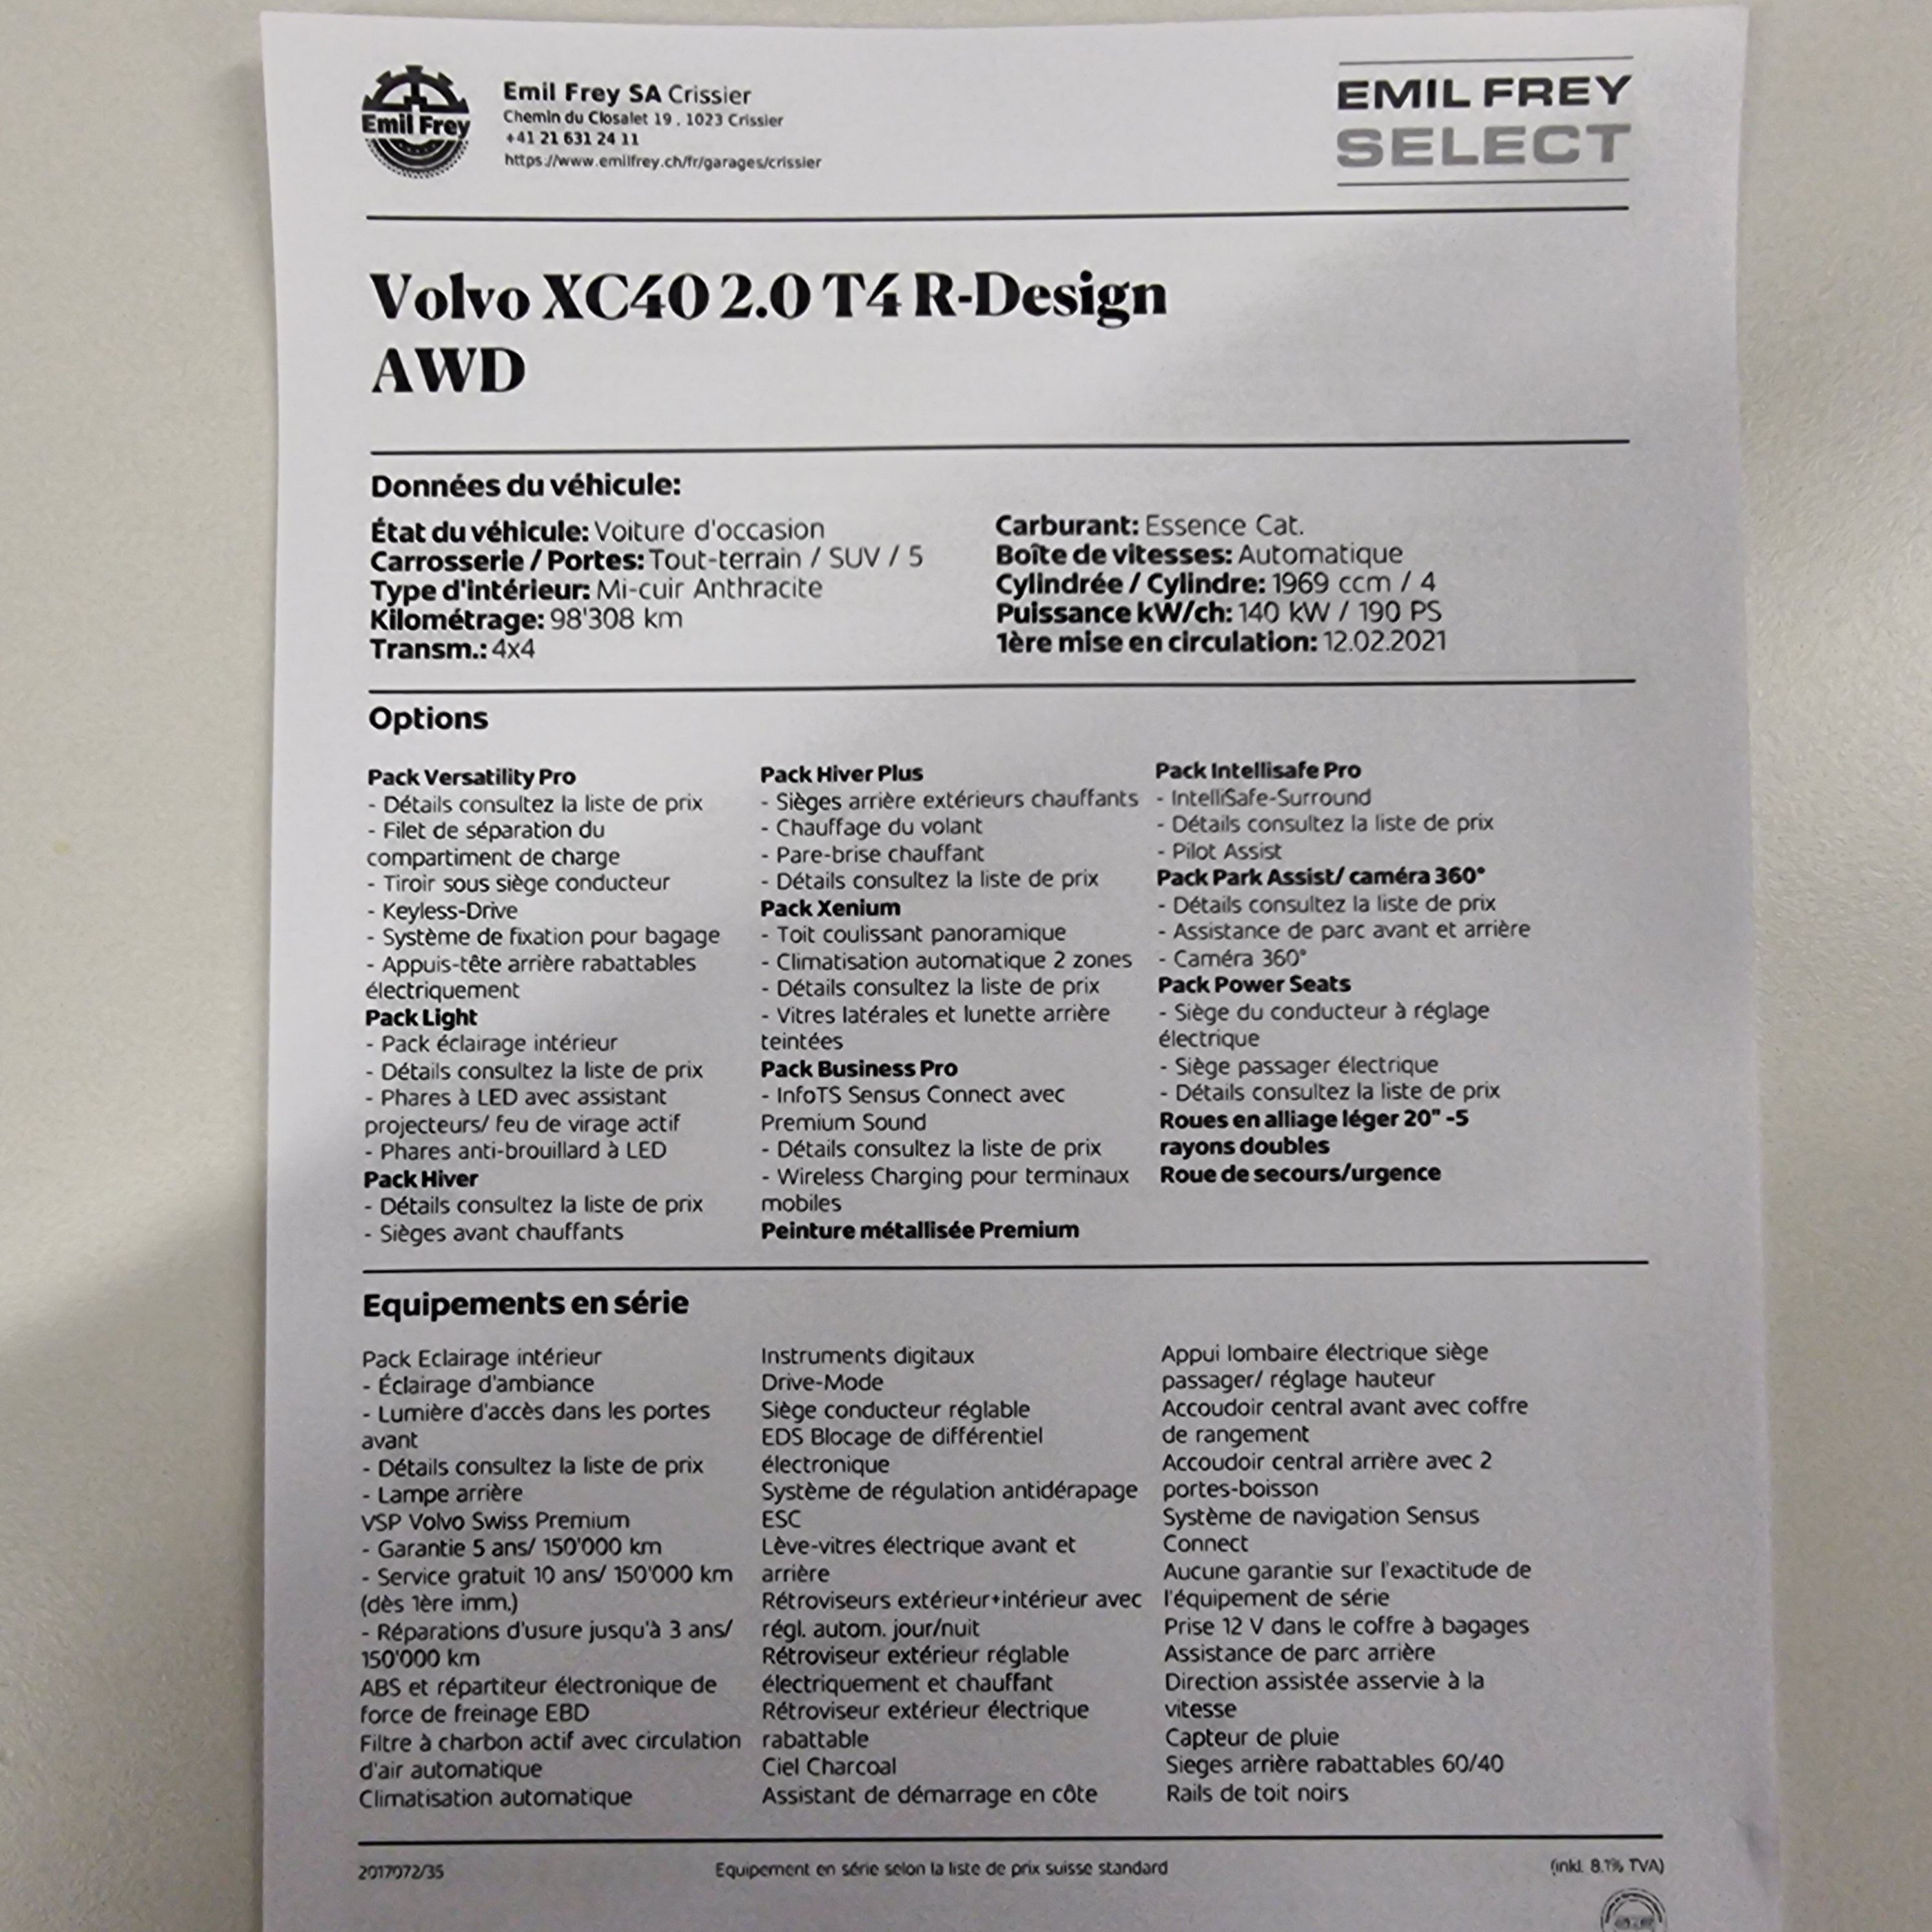 Emil Frey
Emil Frey SA Crissier
Chemin du Closalet 19 . 1023 Crissier
+41 21 631 24 11
https://www.emilfrey.ch/fr/garages/crissier
EMIL FREY
SELECT
Volvo XC40 2.0 T4 R-Design
AWD
Données du véhicule:
État du véhicule: Voiture d'occasion
Carrosserie / Portes: Tout-terrain / SUV / 5
Type d'intérieur: Mi-cuir Anthracite
Kilométrage: 98'308 km
Transm.: 4x4
Carburant: Essence Cat.
Boîte de vitesses: Automatique
Cylindrée / Cylindre: 1969 ccm / 4
Puissance kW/ch: 140 kW / 190 PS
1ère mise en circulation: 12.02.2021
Options
Pack Versatility Pro
- Détails consultez la liste de prix
- Filet de séparation du
compartiment de charge
- Tiroir sous siège conducteur
- Keyless-Drive
- Système de fixation pour bagage
- Appuis-tête arrière rabattables
électriquement
Pack Light
- Pack éclairage intérieur
- Détails consultez la liste de prix
- Phares à LED avec assistant
projecteurs/ feu de virage actif
- Phares anti-brouillard à LED
Pack Hiver
- Détails consultez la liste de prix
- Sièges avant chauffants
Pack Hiver Plus
- Sièges arrière extérieurs chauffants
- Chauffage du volant
- Pare-brise chauffant
- Détails consultez la liste de prix
Pack Xenium
- Toit coulissant panoramique
- Climatisation automatique 2 zones
- Détails consultez la liste de prix
- Vitres latérales et lunette arrière
teintées
Pack Business Pro
- InfoTS Sensus Connect avec
Premium Sound
- Détails consultez la liste de prix
- Wireless Charging pour terminaux
mobiles
Peinture métallisée Premium
Pack Intellisafe Pro
- IntelliSafe-Surround
- Détails consultez la liste de prix
- Pilot Assist
Pack Park Assist/ caméra 360°
- Détails consultez la liste de prix
- Assistance de parc avant et arrière
- Caméra 360°
Pack Power Seats
- Siège du conducteur à réglage
électrique
- Siège passager électrique
- Détails consultez la liste de prix
Roues en alliage léger 20" -5
rayons doubles
Roue de secours/urgence
Equipements en série
Pack Eclairage intérieur
- Éclairage d'ambiance
- Lumière d'accès dans les portes
avant
- Détails consultez la liste de prix
- Lampe arrière
VSP Volvo Swiss Premium
- Garantie 5 ans/ 150'000 km
- Service gratuit 10 ans/ 150'000 km
(dès 1ère imm.)
- Réparations d'usure jusqu'à 3 ans/
150'000 km
ABS et répartiteur électronique de
force de freinage EBD
Filtre à charbon actif avec circulation
d'air automatique
Climatisation automatique
Instruments digitaux
Drive-Mode
Siège conducteur réglable
EDS Blocage de différentiel
électronique
Système de régulation antidérapage
ESC
Lève-vitres électrique avant et
arrière
Rétroviseurs extérieur+intérieur avec
régl. autom. jour/nuit
Rétroviseur extérieur réglable
électriquement et chauffant
Rétroviseur extérieur électrique
rabattable
Ciel Charcoal
Assistant de démarrage en côte
Appui lombaire électrique siège
passager/ réglage hauteur
Accoudoir central avant avec coffre
de rangement
Accoudoir central arrière avec 2
portes-boisson
Système de navigation Sensus
Connect
Aucune garantie sur l'exactitude de
l'équipement de série
Prise 12 V dans le coffre à bagages
Assistance de parc arrière
Direction assistée asservie à la
vitesse
Capteur de pluie
Sieges arrière rabattables 60/40
Rails de toit noirs
2017072/35
Equipement en série selon la liste de prix suisse standard
(inkl. 8.1% TVA)